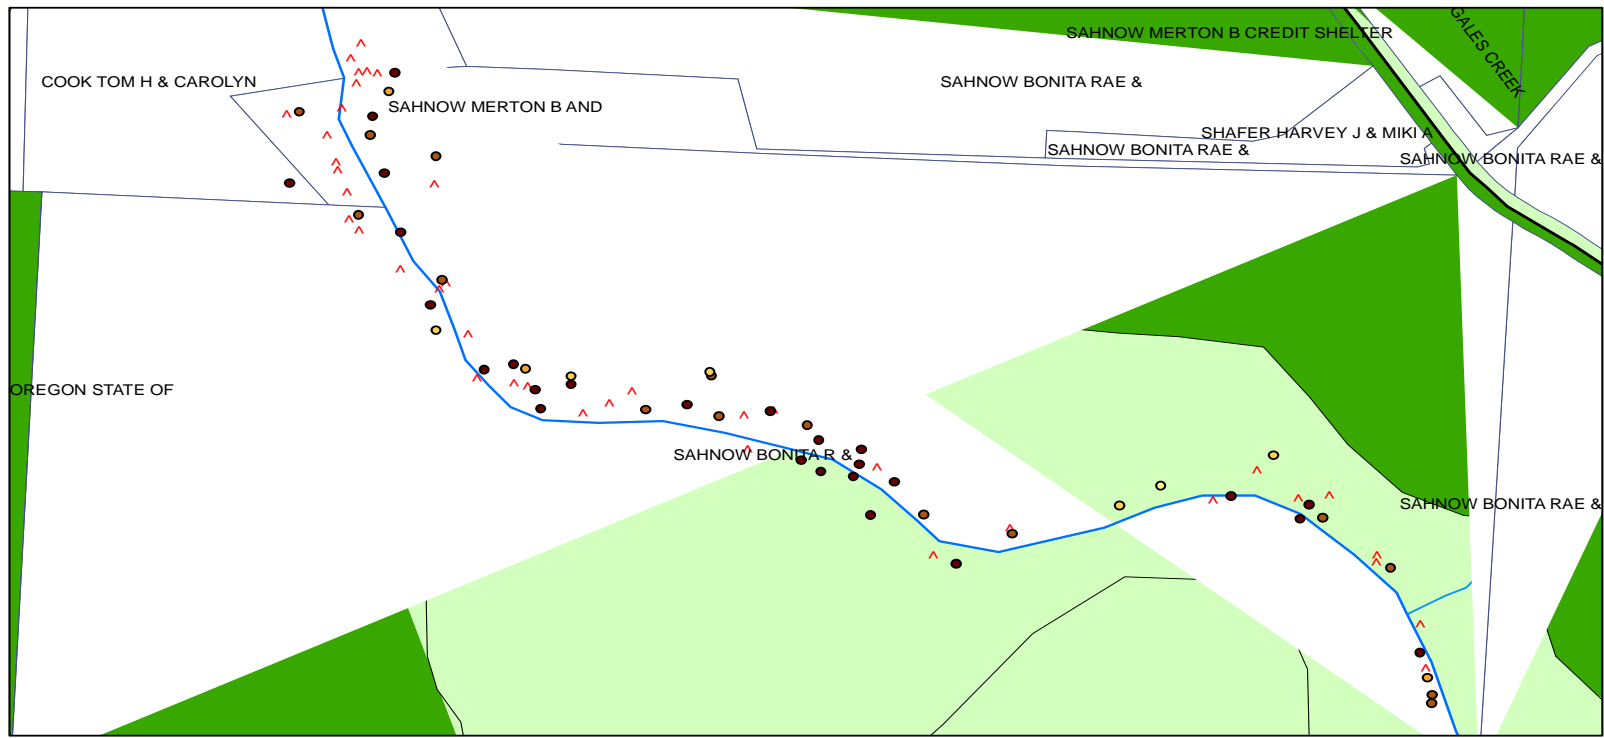 SAHNOW MERTON B CREDIT SHELTER
GALES CREEK
COOK TOM H & CAROLYN
SAHNOW BONITA RAE &
SAHNOW MERTON B AND
SHAFER HARVEY J & MIKI A
SAHNOW BONITA RAE &
SAHNOW BONITA RAE &
OREGON STATE OF
SAHNOW BONITA R &
SAHNOW BONITA RAE &